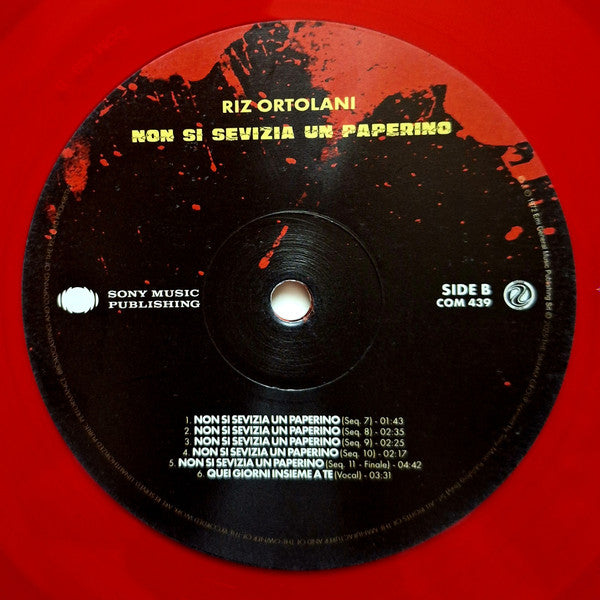 RIZ ORTOLANI
NON SI SEVIZIA UN PAPERINO
SONY MUSIC
PUBLISHING
SIDE B
COM 439
1. NON SI SEVIZIA UN PAPERINO (Seq. 7) - 01:43
2. NON SI SEVIZIA UN PAPERINO (Seq. 8) - 02:35
3. NON SI SEVIZIA UN PAPERINO (Seq. 9) - 02:25
4. NON SI SEVIZIA UN PAPERINO (Seq. 10) - 02:17
5. NON SI SEVIZIA UN PAPERINO (Seq. 11 - Finale) - 04:42
6. QUEI GIORNI INSIEME A TE (Vocal) - 03:31